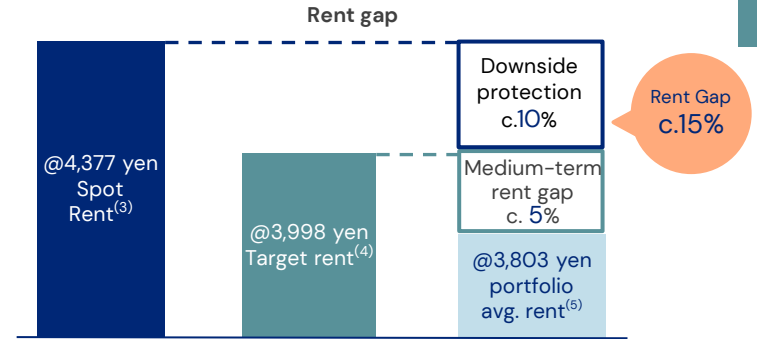 Rent gap
@4,377 yen
Spot
Rent(3)
@3,998 yen
Target rent(4)
Downside
protection
c.10%
Medium-term
rent gap
c. 5%
@3,803 yen
portfolio
avg. rent(5)
Rent Gap
c.15%